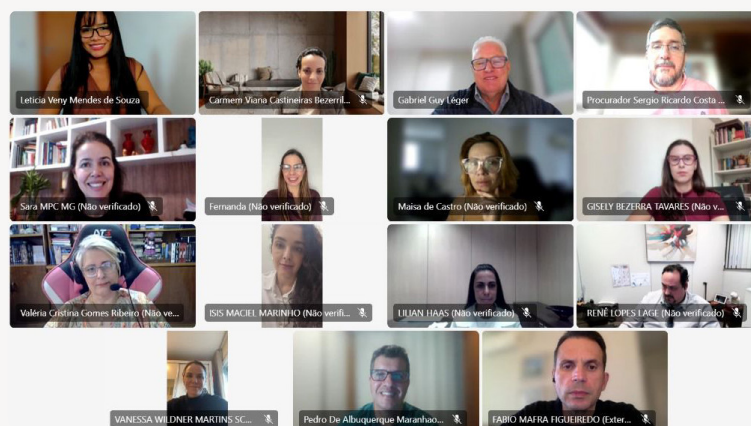 Leticia Veny Mendes de Souza
Carmem Viana Castineiras Bezerril...
Gabriel Guy Léger
Procurador Sergio Ricardo Costa ...
Sara MPC MG (Não verificado)
Fernanda (Não verificado)
Maisa de Castro (Não verificado)
GISELY BEZERRA TAVARES (Não v...
Valéria Cristina Gomes Ribeiro (Não ve...
ISIS MACIEL MARINHO (Não verifi...
LILIAN HAAS (Não verificado)
RENÊ LOPES LAGE (Não verificado)
VANESSA WILDNER MARTINS SC...
Pedro De Albuquerque Maranhao...
FABIO MAFRA FIGUEIREDO (Exter...